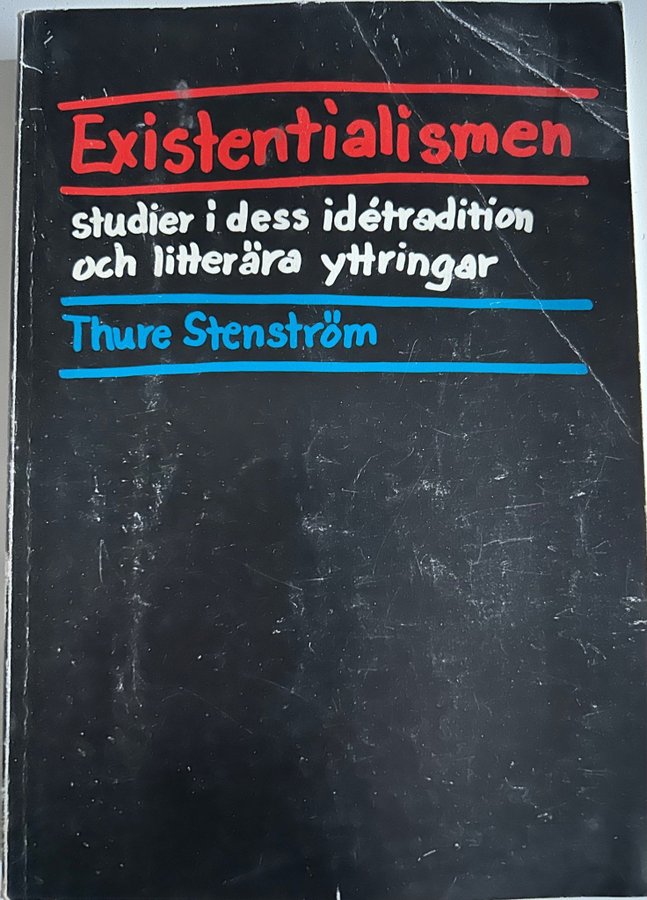 Existentialismen
studier i dess idétradition
och litterära yttringar
Thure Stenström